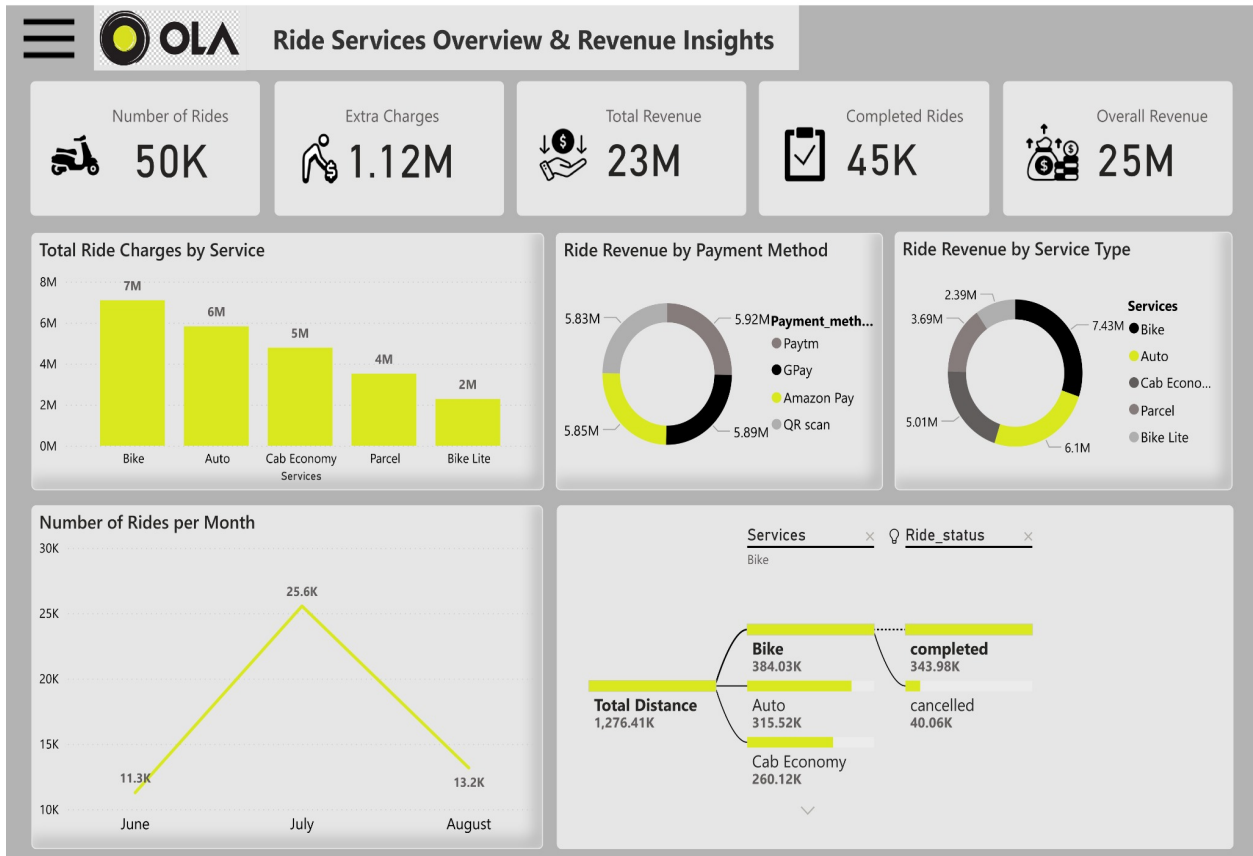 OLA
Ride Services Overview & Revenue Insights
Number of Rides
50K
Extra Charges
1.12M
Total Revenue
23M
Completed Rides
45K
Overall Revenue
25M
Total Ride Charges by Service
8M
6M
4M
2M
0M
7M
6M
5M
4M
2M
Bike
Auto
Cab Economy
Parcel
Bike Lite
Services
Ride Revenue by Payment Method
5.83M
5.92M
5.85M
5.89M
Payment_meth...
Paytm
GPay
Amazon Pay
QR scan
Ride Revenue by Service Type
2.39M
3.69M
7.43M
5.01M
6.1M
Services
Bike
Auto
Cab Econo...
Parcel
Bike Lite
Number of Rides per Month
30K
25K
20K
15K
10K
11.3K
25.6K
13.2K
June
July
August
Services
Bike
Ride_status
Total Distance
1,276.41K
Bike
384.03K
Auto
315.52K
Cab Economy
260.12K
completed
343.98K
cancelled
40.06K